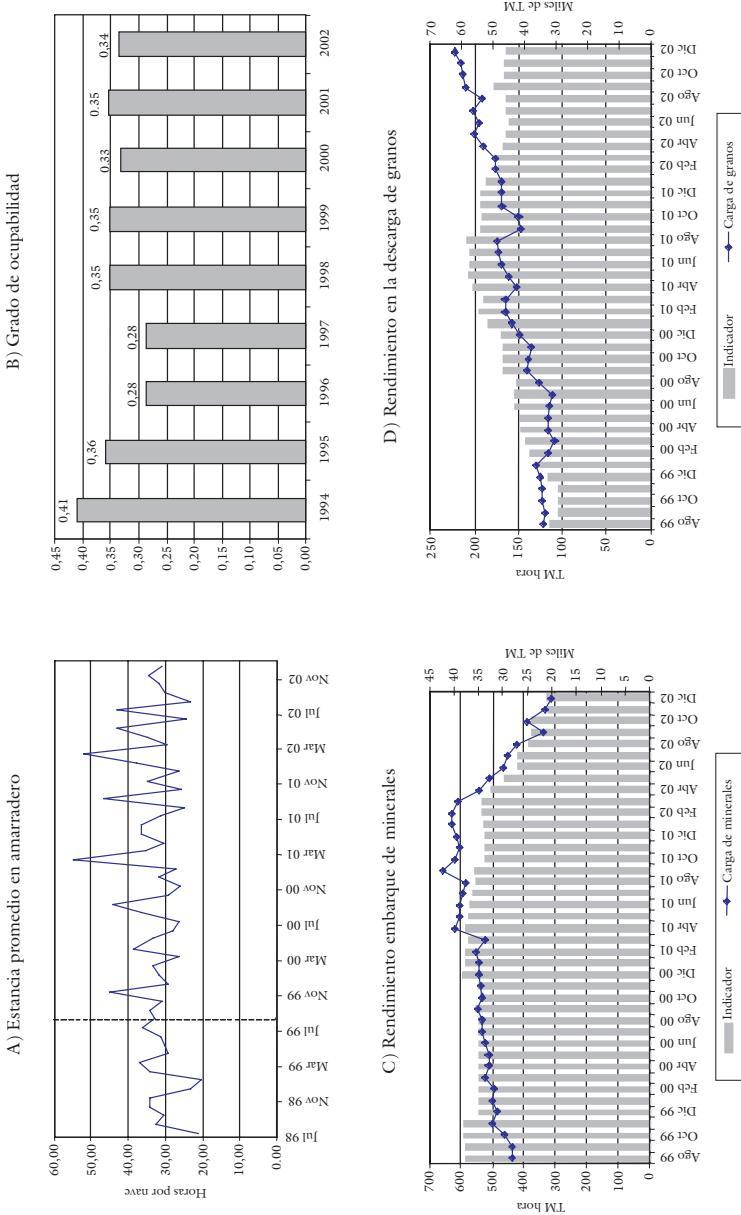 A) Estancia promedio en amarradero
60,00
50,00
40,00
30,00
20,00
10,00
0.00
Horas por nave
Jul 98
Nov 98
Mar 99
Jul 99
Nov 99
Mar 00
Jul 00
Nov 00
Mar 01
Jul 01
Nov 01
Mar 02
Jul 02
Nov 02
B) Grado de ocupabilidad
0,45
0,40
0,35
0,30
0,25
0,20
0,15
0,10
0,05
0,00
0,41
0,36
0,28
0,28
0,35
0,35
0,33
0.35
0,34
1994
1995
1996
1997
1998
1999
2000
2001
2002
C) Rendimiento embarque de minerales
700
600
500
400
300
200
100
0
TM hora
45
40
35
30
25
20
15
10
5
0
Miles de TM
Ago 99
Oct 99
Dic 99
Feb 00
Abr 00
Jun 00
Ago 00
Oct 00
Dic 00
Feb 01
Abr 01
Jun 01
Ago 01
Oct 01
Dic 01
Feb 02
Abr 02
Jun 02
Ago 02
Oct 02
Dic 02
Indicador
Carga de minerales
D) Rendimiento en la descarga de granos
250
200
150
100
50
0
TM hora
70
60
50
40
30
20
10
0
Miles de TM
Ago 99
Oct 99
Dic 99
Feb 00
Abr 00
Jun 00
Ago 00
Oct 00
Dic 00
Feb 01
Abr 01
Jun 01
Ago 01
Oct 01
Dic 01
Feb 02
Abr 02
Jun 02
Ago 02
Oct 02
Dic 02
Indicador
Carga de granos